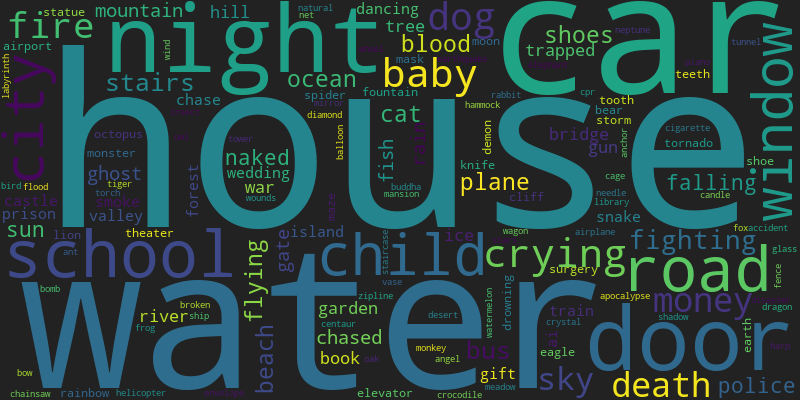 statue
mountain
hill
natural
net
dancing
dog
car
fire
night
tree
shoes
neptune
airport
wind
mask
blood
moon
trapped
tunnel
window
labyrinth
city
stairs
ocean
baby
teeth
chase
spider
fountain
rabbit
cpr
tooth
diamond
mirror
hammock
bear
storm
house
cat
octopus
tower
balloon
demon
bridge
gun
anchor
cigarette
tornado
monster
naked
fish
knife
shoe
ghost
wedding
buddha
plane
cage
falling
bird
flood
tiger
war
torch
forest
wounds
mansion
needle
library
candle
castle
smoke
maze
cliff
snake
prison
valley
sun
theater
gate
island
ice
wagon
airplane
fighting
fox
accident
lion
school
child
staircase
crying
road
glass
ant
flying
surgery
fence
bomb
zipline
vase
drowning
apocalypse
money
dragon
water
broken
garden
watermelon
train
river
ship
centaur
desert
crystal
shadow
earth
frog
chased
door
air
beach
book
oak
monkey
bus
eagle
angel
gift
bow
sky
death
police
meadow
chainsaw
rainbow
helicopter
elevator
crocodile